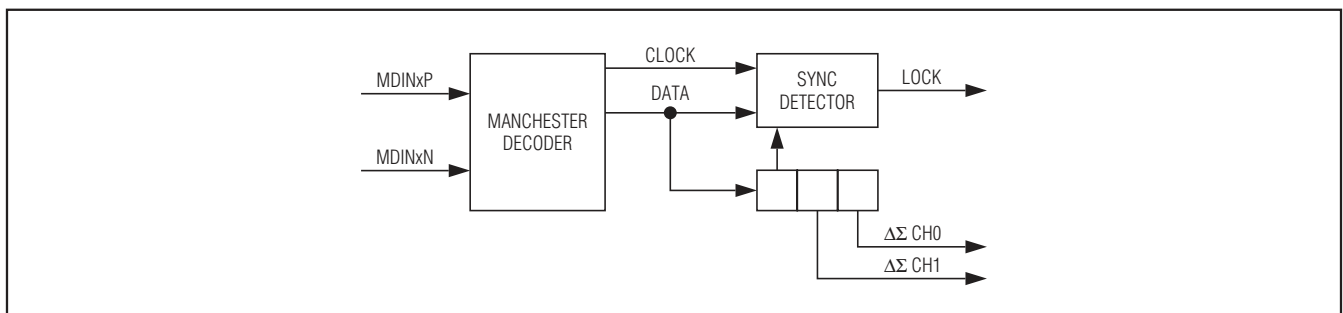 MDINxP
MDINxN
MANCHESTER
DECODER
CLOCK
DATA
SYNC
DETECTOR
LOCK
ΔΣ CH0
ΔΣ CH1